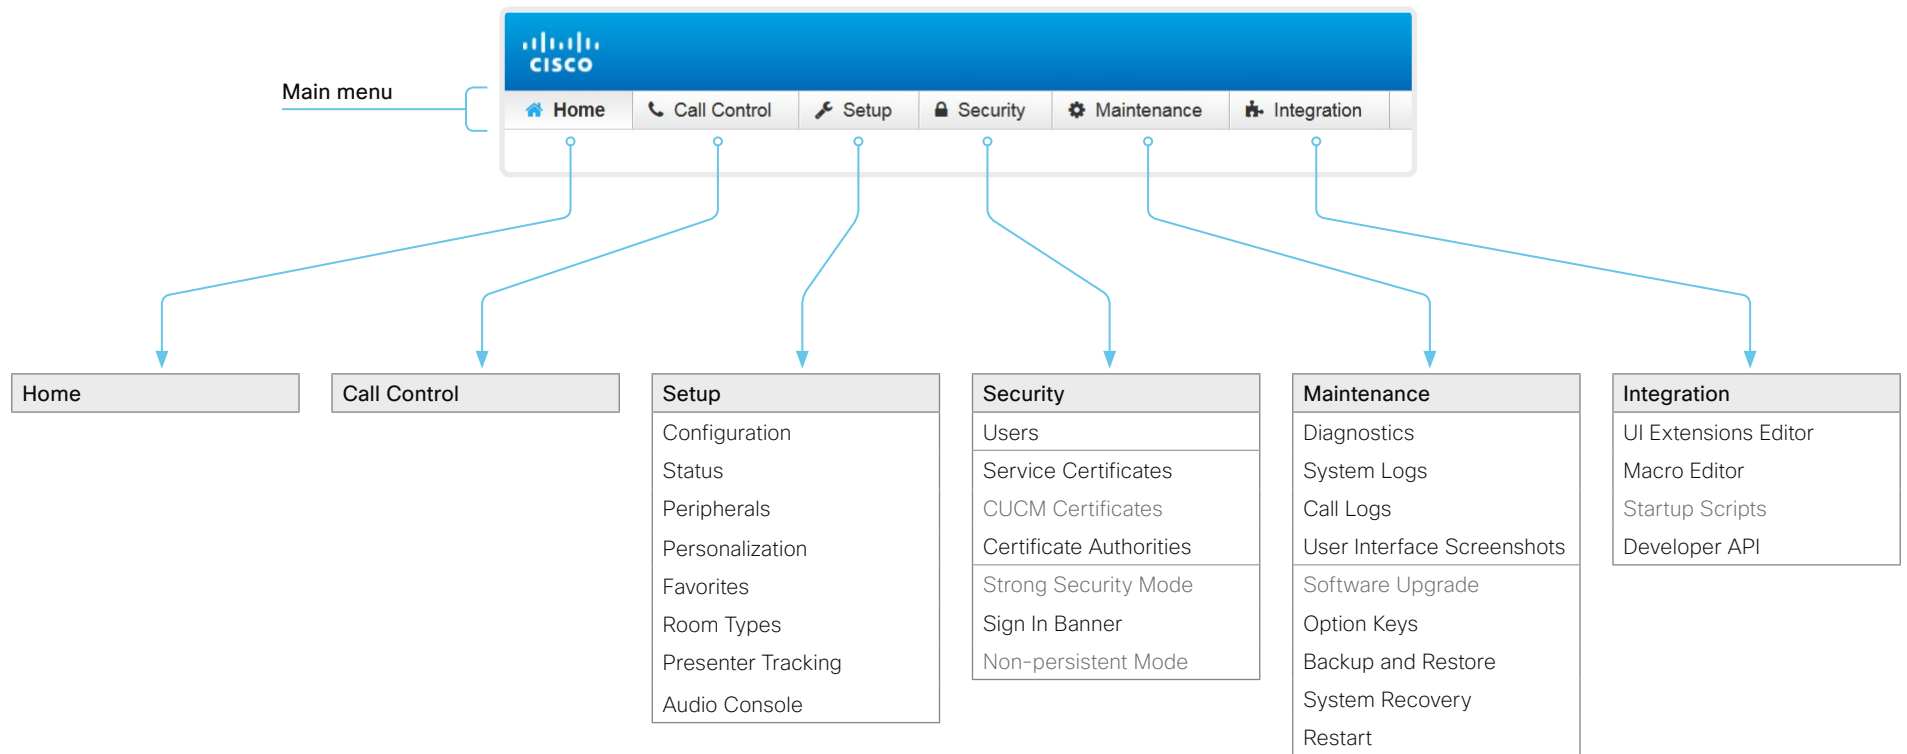 CISCO
Main menu
Home Call Control Setup Security Maintenance Integration
Home
Call Control
Setup
Configuration
Status
Peripherals
Personalization
Favorites
Room Types
Presenter Tracking
Audio Console
Security
Users
Service Certificates
CUCM Certificates
Certificate Authorities
Strong Security Mode
Sign In Banner
Non-persistent Mode
Maintenance
Diagnostics
System Logs
Call Logs
User Interface Screenshots
Software Upgrade
Option Keys
Backup and Restore
System Recovery
Restart
Integration
UI Extensions Editor
Macro Editor
Startup Scripts
Developer API